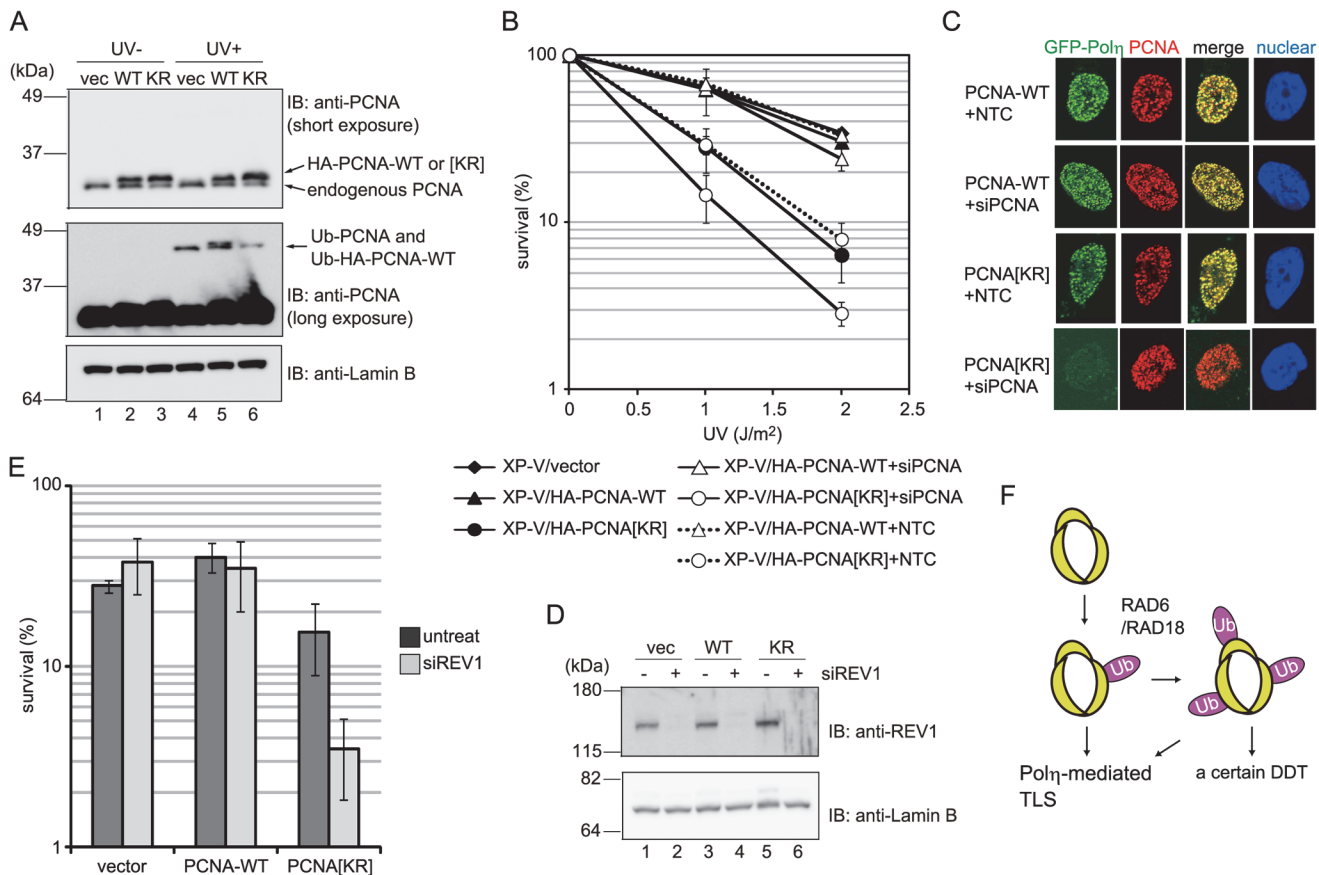 A
UV- UV+
(kDa) vec WT KR vec WT KR
49
IB: anti-PCNA
(short exposure)
37
HA-PCNA-WT or [KR]
endogenous PCNA
49
Ub-PCNA and
Ub-HA-PCNA-WT
37
IB: anti-PCNA
(long exposure)
IB: anti-Lamin B
64
1 2 3 4 5 6
B
100
10
1
survival (%)
0 0.5 1 1.5 2 2.5
UV (J/m²)
XP-V/vector
XP-V/HA-PCNA-WT
XP-V/HA-PCNA[KR]
XP-V/HA-PCNA-WT+siPCNA
XP-V/HA-PCNA[KR]+siPCNA
XP-V/HA-PCNA-WT+NTC
XP-V/HA-PCNA[KR]+NTC
C
GFP-Polη PCNA merge nuclear
PCNA-WT
+NTC
PCNA-WT
+siPCNA
PCNA[KR]
+NTC
PCNA[KR]
+siPCNA
D
vec WT KR
(kDa) - + - + - + siREV1
180
IB: anti-REV1
115
82
IB: anti-Lamin B
64
1 2 3 4 5 6
E
100
10
1
survival (%)
untreat
siREV1
vector PCNA-WT PCNA[KR]
F
RAD6
/RAD18
Ub
Ub
Ub
Ub
Polη-mediated
TLS
a certain DDT